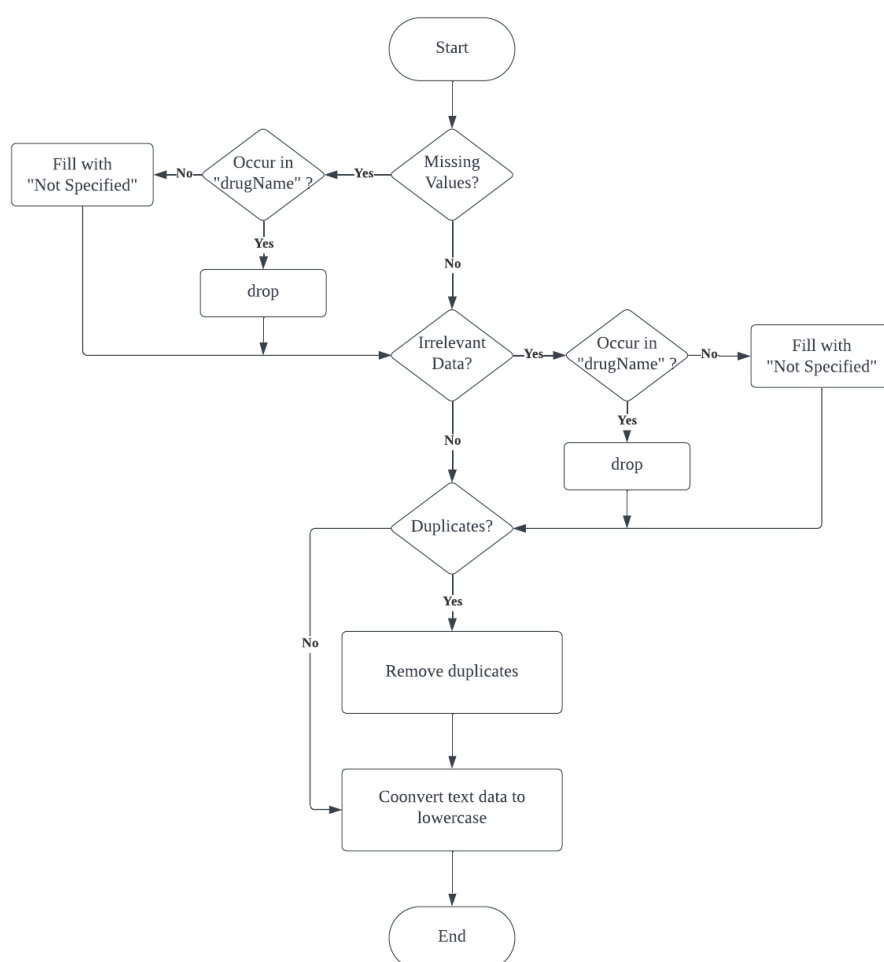 Start
Missing
Values?
Yes
Occur in
"drugName" ?
No
Fill with
"Not Specified"
Yes
drop
No
Irrelevant
Data?
Yes
Occur in
"drugName" ?
No
Fill with
"Not Specified"
Yes
drop
No
Duplicates?
Yes
No
Remove duplicates
Coonvert text data to
lowercase
End